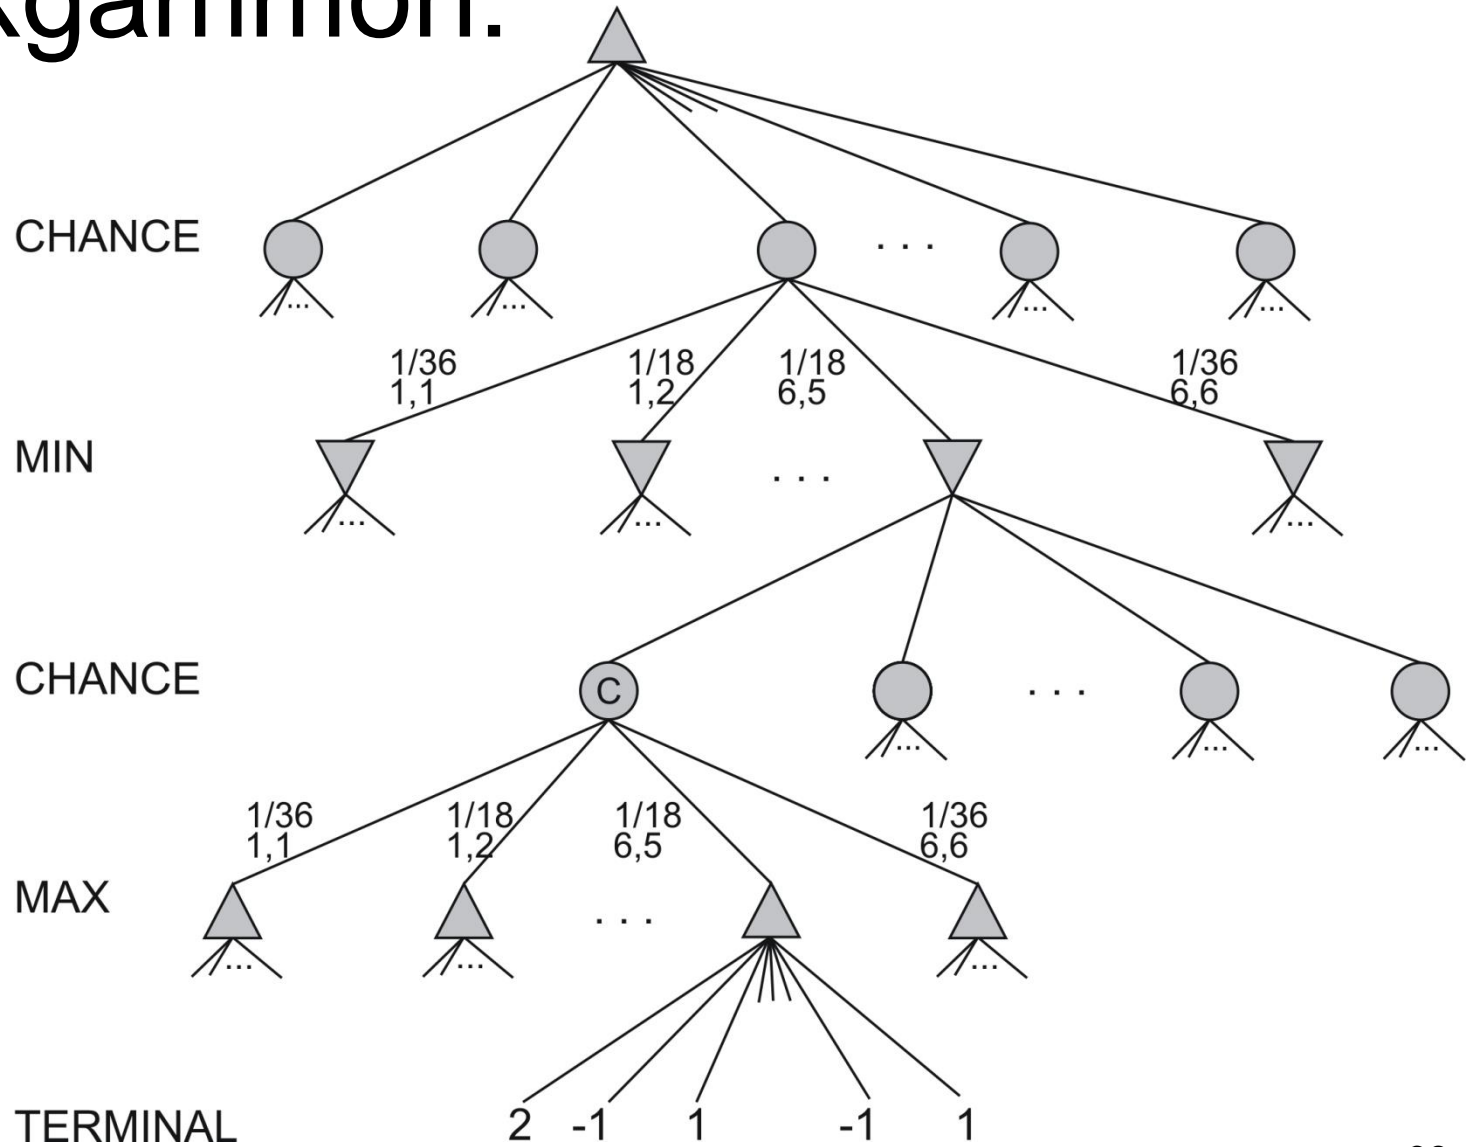 CHANCE
. . .
... ... ... ... ...
1/36 1/18 1/18 1/36
1,1 1,2 6,5 6,6
MIN
. . .
... ... ...
CHANCE
C
. . .
... ... ...
1/36 1/18 1/18 1/36
1,1 1,2 6,5 6,6
MAX
. . .
... ... ...
TERMINAL 2 -1 1 -1 1